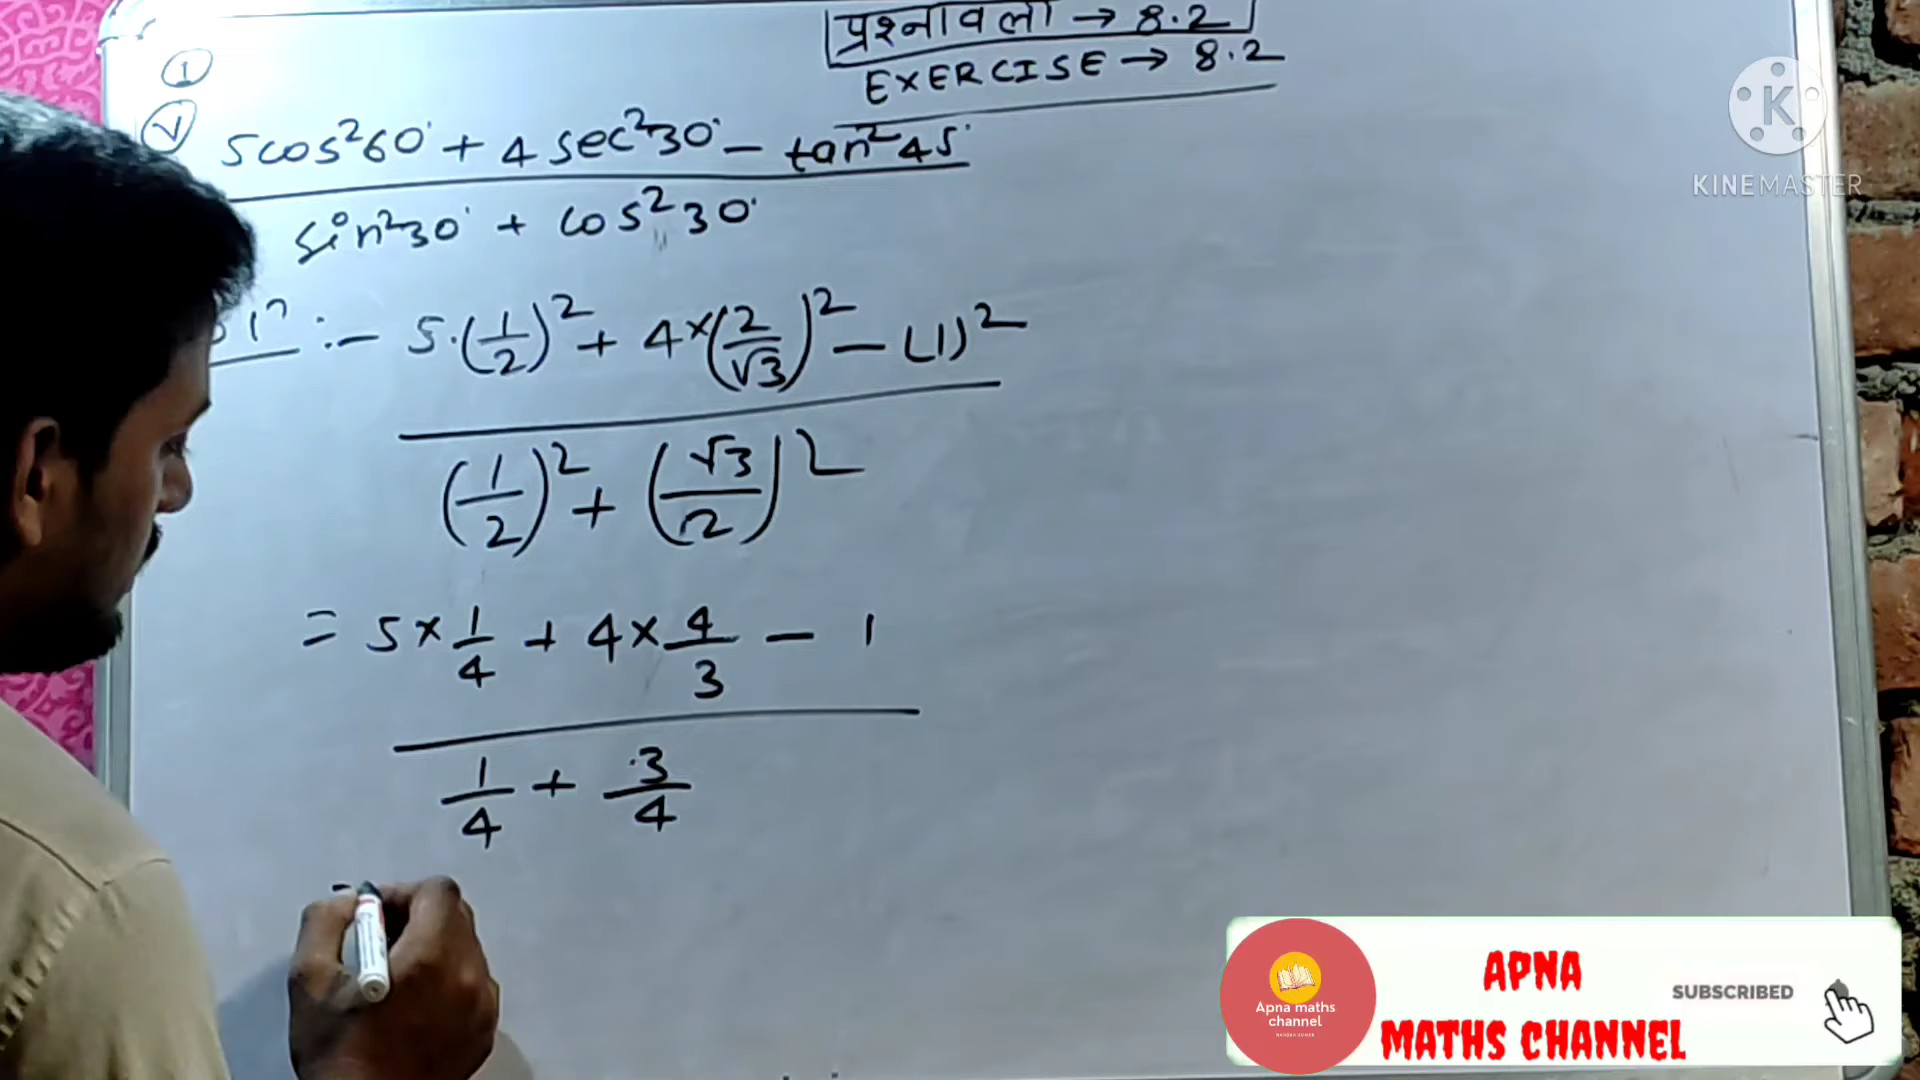 प्रश्नावली → 8.2
EXERCISE → 8.2
I
V
5cos²60° + 4sec²30° - tan²45°
sin²30° + cos²30°
:- 5·(1/2)² + 4×(2/√3)² - (1)²
(1/2)² + (√3/2)²
= 5×1/4 + 4×4/3 - 1
1/4 + 3/4
K
KINEMASTER
Apna maths
channel
APNA
MATHS CHANNEL
SUBSCRIBED